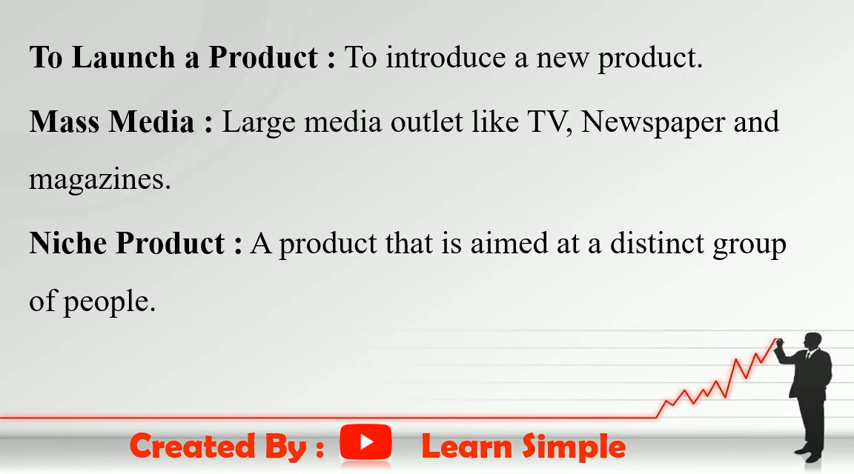 To Launch a Product : To introduce a new product.
Mass Media : Large media outlet like TV, Newspaper and
magazines.
Niche Product : A product that is aimed at a distinct group
of people.
Created By : Learn Simple